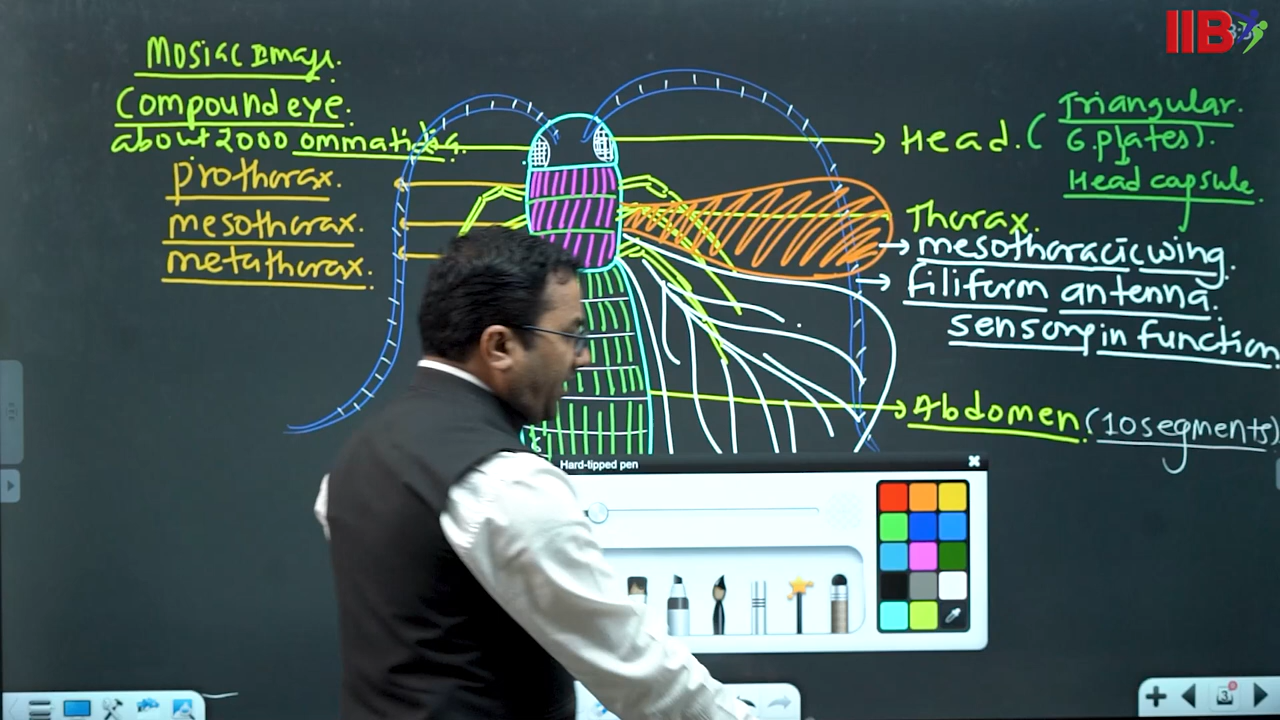 IIB
Mosiac Image.
Compound eye.
about 2000 ommatidia.
prothorax.
mesothorax.
metathorax.
Head. ( Triangular.
6 plates).
Head capsule
Thorax.
mesothoracic wing.
filiform antenna.
sensory in function
Abdomen (10 segments)
Hard-tipped pen
3